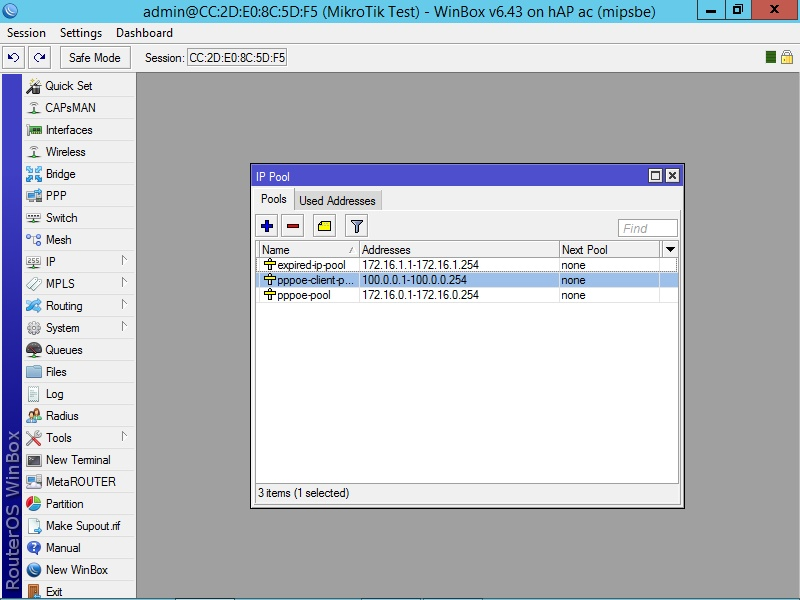 admin@CC:2D:E0:8C:5D:F5 (MikroTik Test) - WinBox v6.43 on hAP ac (mipsbe)
Session Settings Dashboard
Safe Mode Session: CC:2D:E0:8C:5D:F5
Quick Set
CAPsMAN
Interfaces
Wireless
Bridge
PPP
Switch
Mesh
IP
MPLS
Routing
System
Queues
Files
Log
Radius
Tools
New Terminal
MetaROUTER
Partition
Make Supout.rif
Manual
New WinBox
Exit
RouterOS WinBox
IP Pool
Pools Used Addresses
Find
Name Addresses Next Pool
expired-ip-pool 172.16.1.1-172.16.1.254 none
pppoe-client-p... 100.0.0.1-100.0.0.254 none
pppoe-pool 172.16.0.1-172.16.0.254 none
3 items (1 selected)